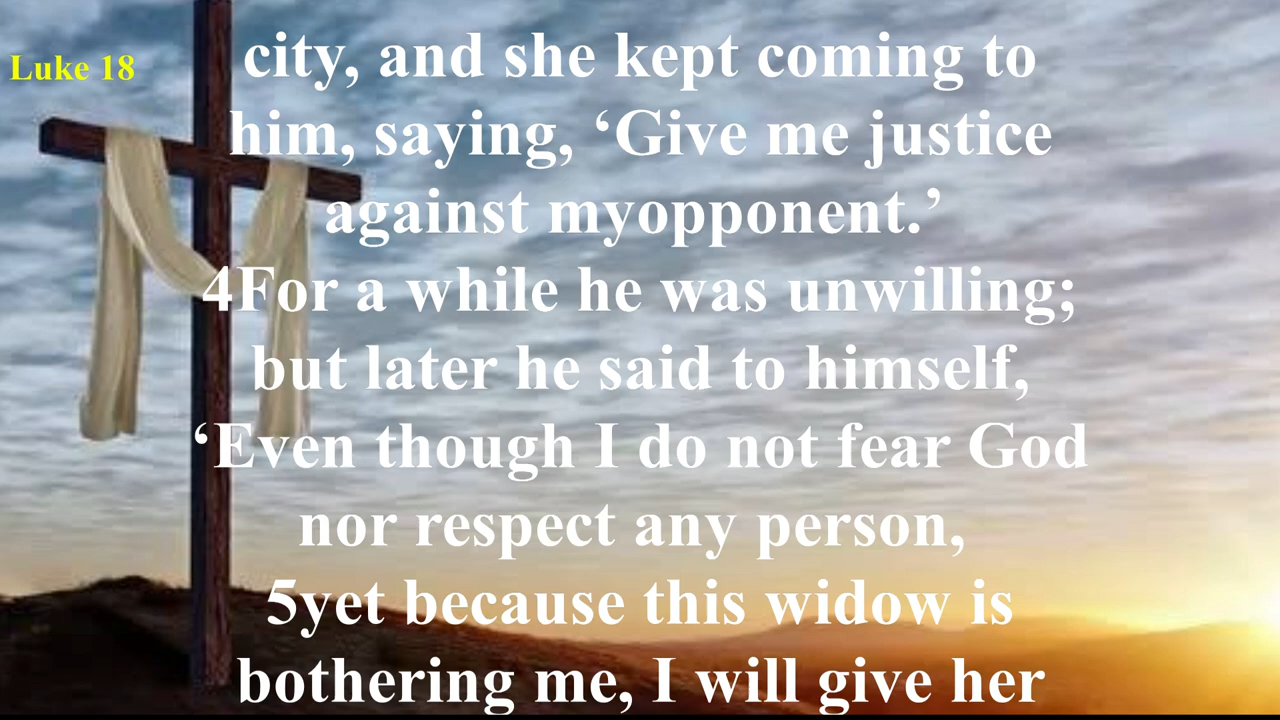 Luke 18
city, and she kept coming to
him, saying, ‘Give me justice
against myopponent.’
4For a while he was unwilling;
but later he said to himself,
‘Even though I do not fear God
nor respect any person,
5yet because this widow is
bothering me, I will give her